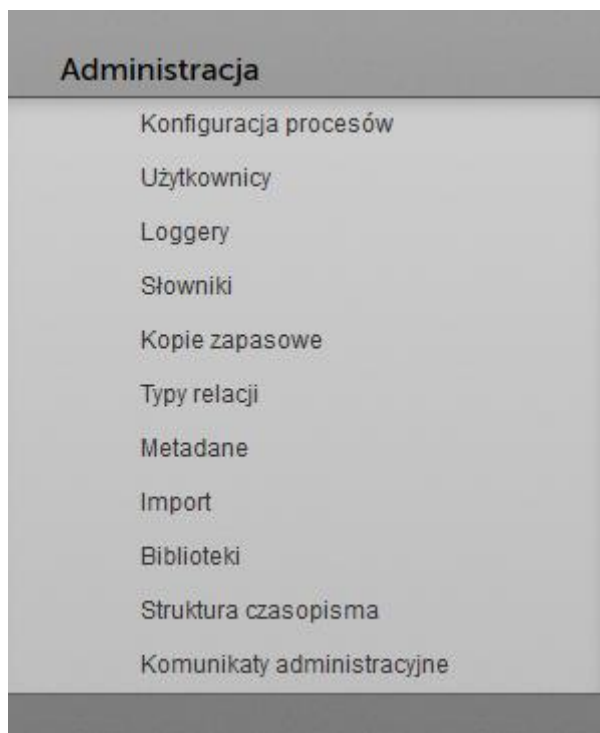 Administracja
Konfiguracja procesów
Użytkownicy
Loggery
Słowniki
Kopie zapasowe
Typy relacji
Metadane
Import
Biblioteki
Struktura czasopisma
Komunikaty administracyjne